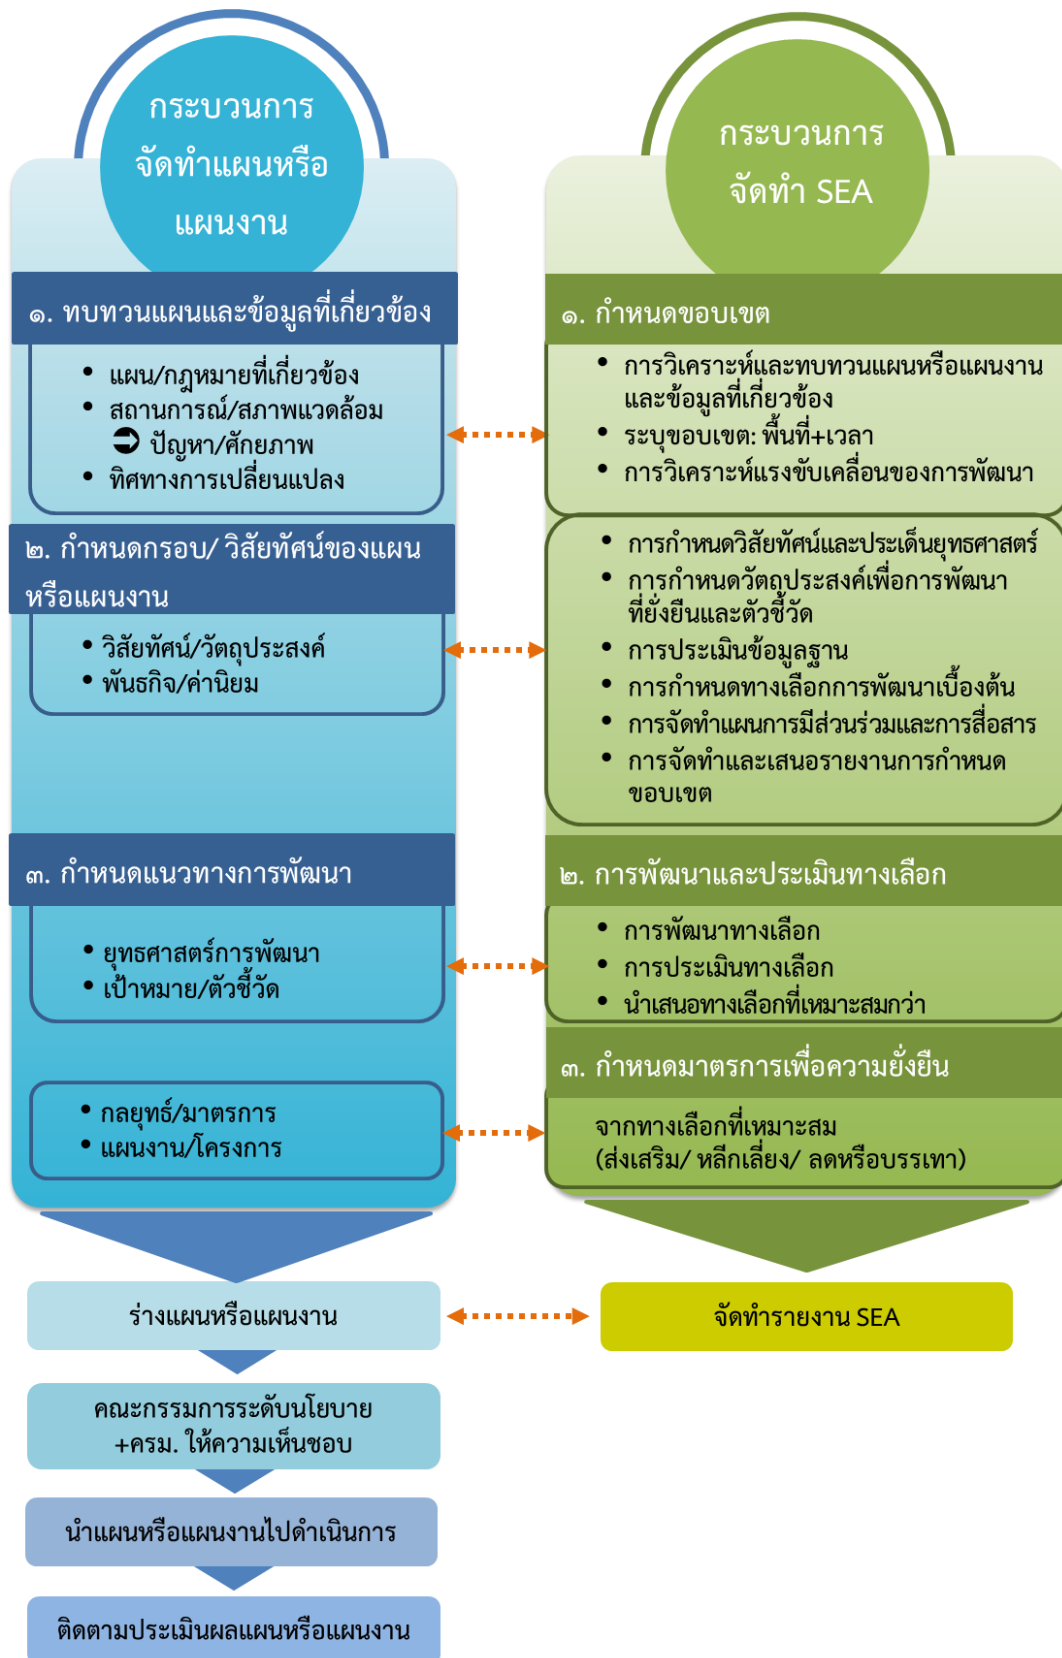 กระบวนการ
จัดทำแผนหรือ
แผนงาน
๑. ทบทวนแผนและข้อมูลที่เกี่ยวข้อง
• แผน/กฎหมายที่เกี่ยวข้อง
• สถานการณ์/สภาพแวดล้อม
➲ ปัญหา/ศักยภาพ
• ทิศทางการเปลี่ยนแปลง
๒. กำหนดกรอบ/ วิสัยทัศน์ของแผน
หรือแผนงาน
• วิสัยทัศน์/วัตถุประสงค์
• พันธกิจ/ค่านิยม
๓. กำหนดแนวทางการพัฒนา
• ยุทธศาสตร์การพัฒนา
• เป้าหมาย/ตัวชี้วัด
• กลยุทธ์/มาตรการ
• แผนงาน/โครงการ
ร่างแผนหรือแผนงาน
คณะกรรมการระดับนโยบาย
+ครม. ให้ความเห็นชอบ
นำแผนหรือแผนงานไปดำเนินการ
ติดตามประเมินผลแผนหรือแผนงาน
กระบวนการ
จัดทำ SEA
๑. กำหนดขอบเขต
• การวิเคราะห์และทบทวนแผนหรือแผนงาน
และข้อมูลที่เกี่ยวข้อง
• ระบุขอบเขต: พื้นที่+เวลา
• การวิเคราะห์แรงขับเคลื่อนของการพัฒนา
• การกำหนดวิสัยทัศน์และประเด็นยุทธศาสตร์
• การกำหนดวัตถุประสงค์เพื่อการพัฒนา
ที่ยั่งยืนและตัวชี้วัด
• การประเมินข้อมูลฐาน
• การกำหนดทางเลือกการพัฒนาเบื้องต้น
• การจัดทำแผนการมีส่วนร่วมและการสื่อสาร
• การจัดทำและเสนอรายงานการกำหนด
ขอบเขต
๒. การพัฒนาและประเมินทางเลือก
• การพัฒนาทางเลือก
• การประเมินทางเลือก
• นำเสนอทางเลือกที่เหมาะสมกว่า
๓. กำหนดมาตรการเพื่อความยั่งยืน
จากทางเลือกที่เหมาะสม
(ส่งเสริม/ หลีกเลี่ยง/ ลดหรือบรรเทา)
จัดทำรายงาน SEA